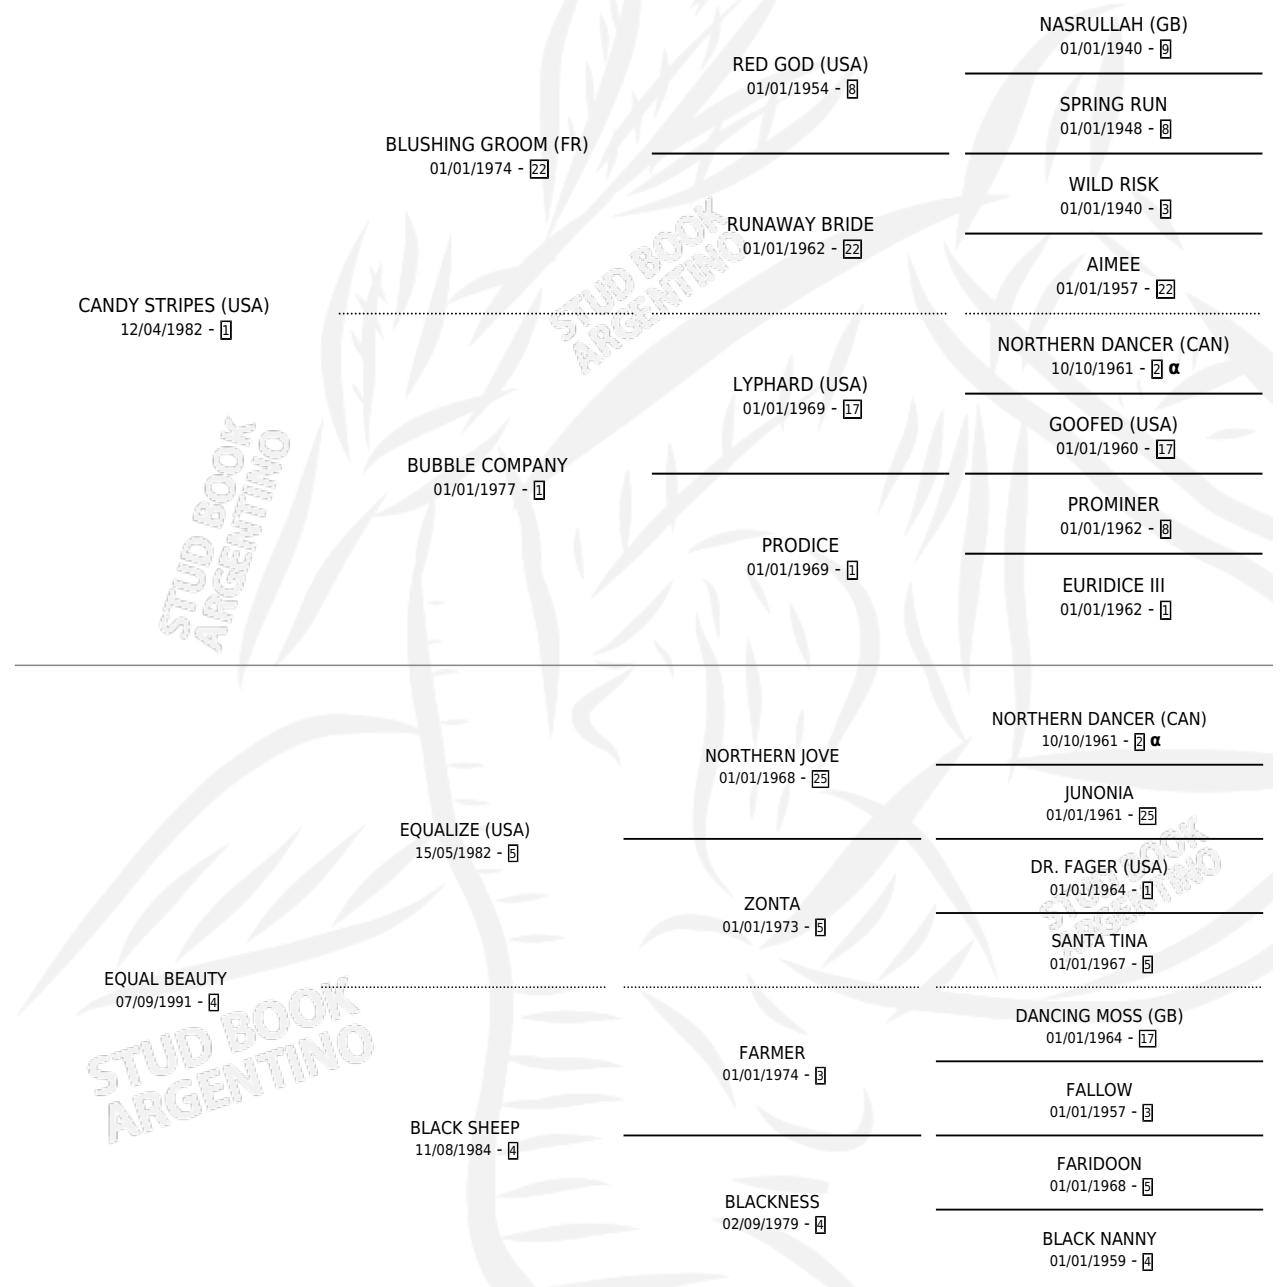 NASRULLAH (GB)
01/01/1940 - 9
RED GOD (USA)
01/01/1954 - 8
SPRING RUN
01/01/1948 - 8
BLUSHING GROOM (FR)
01/01/1974 - 22
WILD RISK
01/01/1940 - 3
RUNAWAY BRIDE
01/01/1962 - 22
AIMEE
01/01/1957 - 22
CANDY STRIPES (USA)
12/04/1982 - 1
NORTHERN DANCER (CAN)
10/10/1961 - 2 α
LYPHARD (USA)
01/01/1969 - 17
GOOFED (USA)
01/01/1960 - 17
BUBBLE COMPANY
01/01/1977 - 1
PROMINER
01/01/1962 - 8
PRODICE
01/01/1969 - 1
EURIDICE III
01/01/1962 - 1
NORTHERN DANCER (CAN)
10/10/1961 - 2 α
NORTHERN JOVE
01/01/1968 - 25
JUNONIA
01/01/1961 - 25
EQUALIZE (USA)
15/05/1982 - 5
DR. FAGER (USA)
01/01/1964 - 1
ZONTA
01/01/1973 - 5
SANTA TINA
01/01/1967 - 5
EQUAL BEAUTY
07/09/1991 - 4
DANCING MOSS (GB)
01/01/1964 - 17
FARMER
01/01/1974 - 3
FALLOW
01/01/1957 - 3
BLACK SHEEP
11/08/1984 - 4
FARIDOON
01/01/1968 - 5
BLACKNESS
02/09/1979 - 4
BLACK NANNY
01/01/1959 - 4
STUD BOOK
ARGENTINO
STUD BOOK
ARGENTINO
STUD BOOK
ARGENTINO
STUD BOOK
ARGENTINO